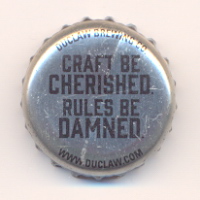 DUCLAW BREWING CO.
CRAFT BE
CHERISHED.
RULES BE
DAMNED.
WWW.DUCLAW.COM